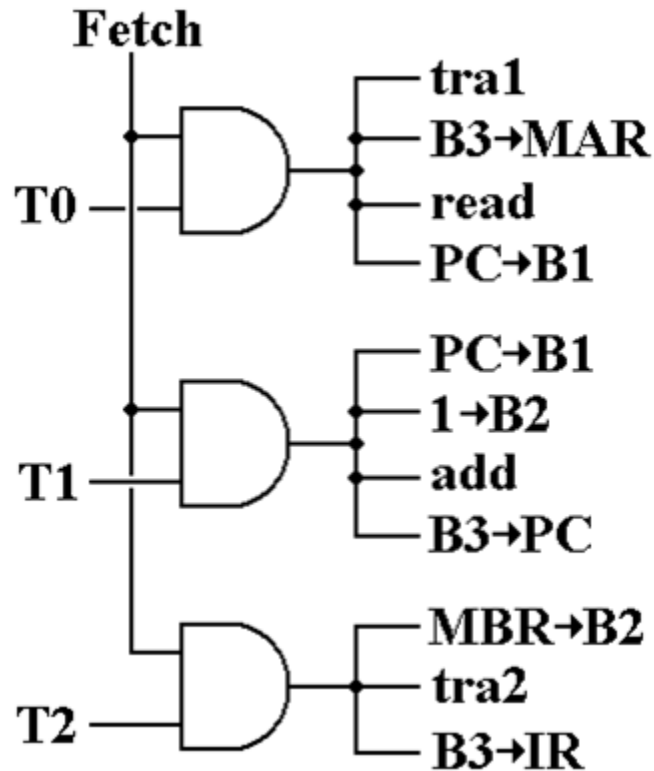 Fetch
T0
tra1
B3→MAR
read
PC→B1
T1
PC→B1
1→B2
add
B3→PC
T2
MBR→B2
tra2
B3→IR